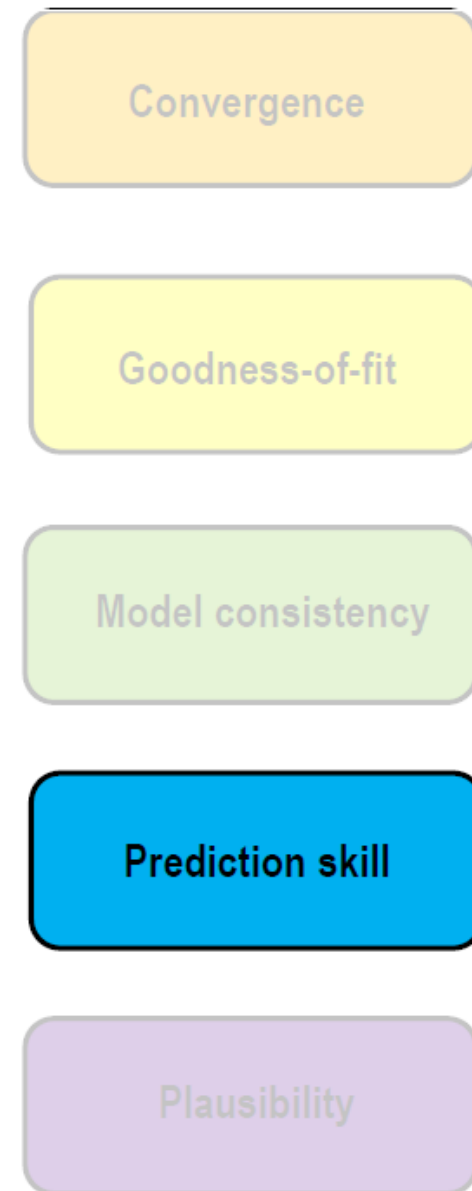 Convergence
Goodness-of-fit
Model consistency
Prediction skill
Plausibility